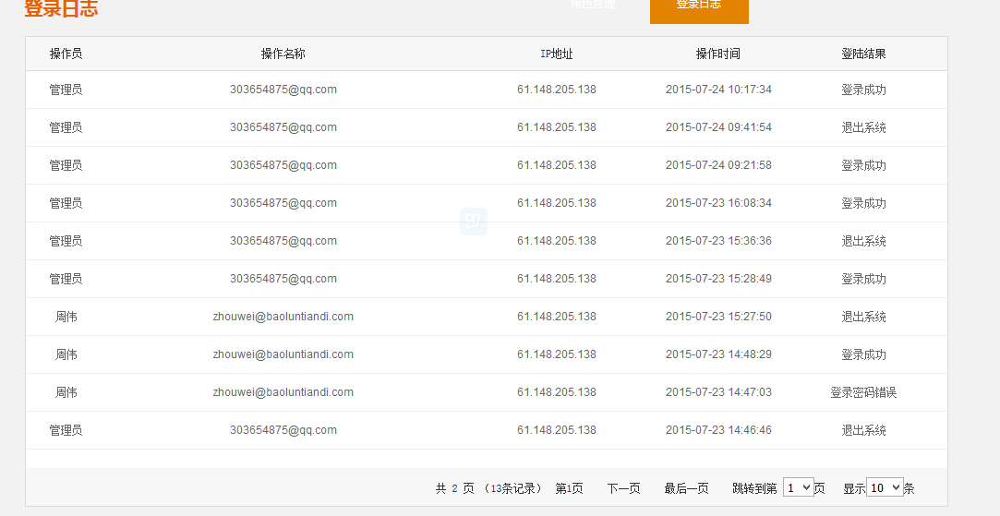 登录日志 角色管理 登录日志
操作员 操作名称 IP地址 操作时间 登陆结果
管理员 303654875@qq.com 61.148.205.138 2015-07-24 10:17:34 登录成功
管理员 303654875@qq.com 61.148.205.138 2015-07-24 09:41:54 退出系统
管理员 303654875@qq.com 61.148.205.138 2015-07-24 09:21:58 登录成功
管理员 303654875@qq.com 61.148.205.138 2015-07-23 16:08:34 登录成功
管理员 303654875@qq.com 61.148.205.138 2015-07-23 15:36:36 退出系统
管理员 303654875@qq.com 61.148.205.138 2015-07-23 15:28:49 登录成功
周伟 zhouwei@baoluntiandi.com 61.148.205.138 2015-07-23 15:27:50 退出系统
周伟 zhouwei@baoluntiandi.com 61.148.205.138 2015-07-23 14:48:29 登录成功
周伟 zhouwei@baoluntiandi.com 61.148.205.138 2015-07-23 14:47:03 登录密码错误
管理员 303654875@qq.com 61.148.205.138 2015-07-23 14:46:46 退出系统
共 2 页 （13条记录） 第1页 下一页 最后一页 跳转到第 1 页 显示 10 条